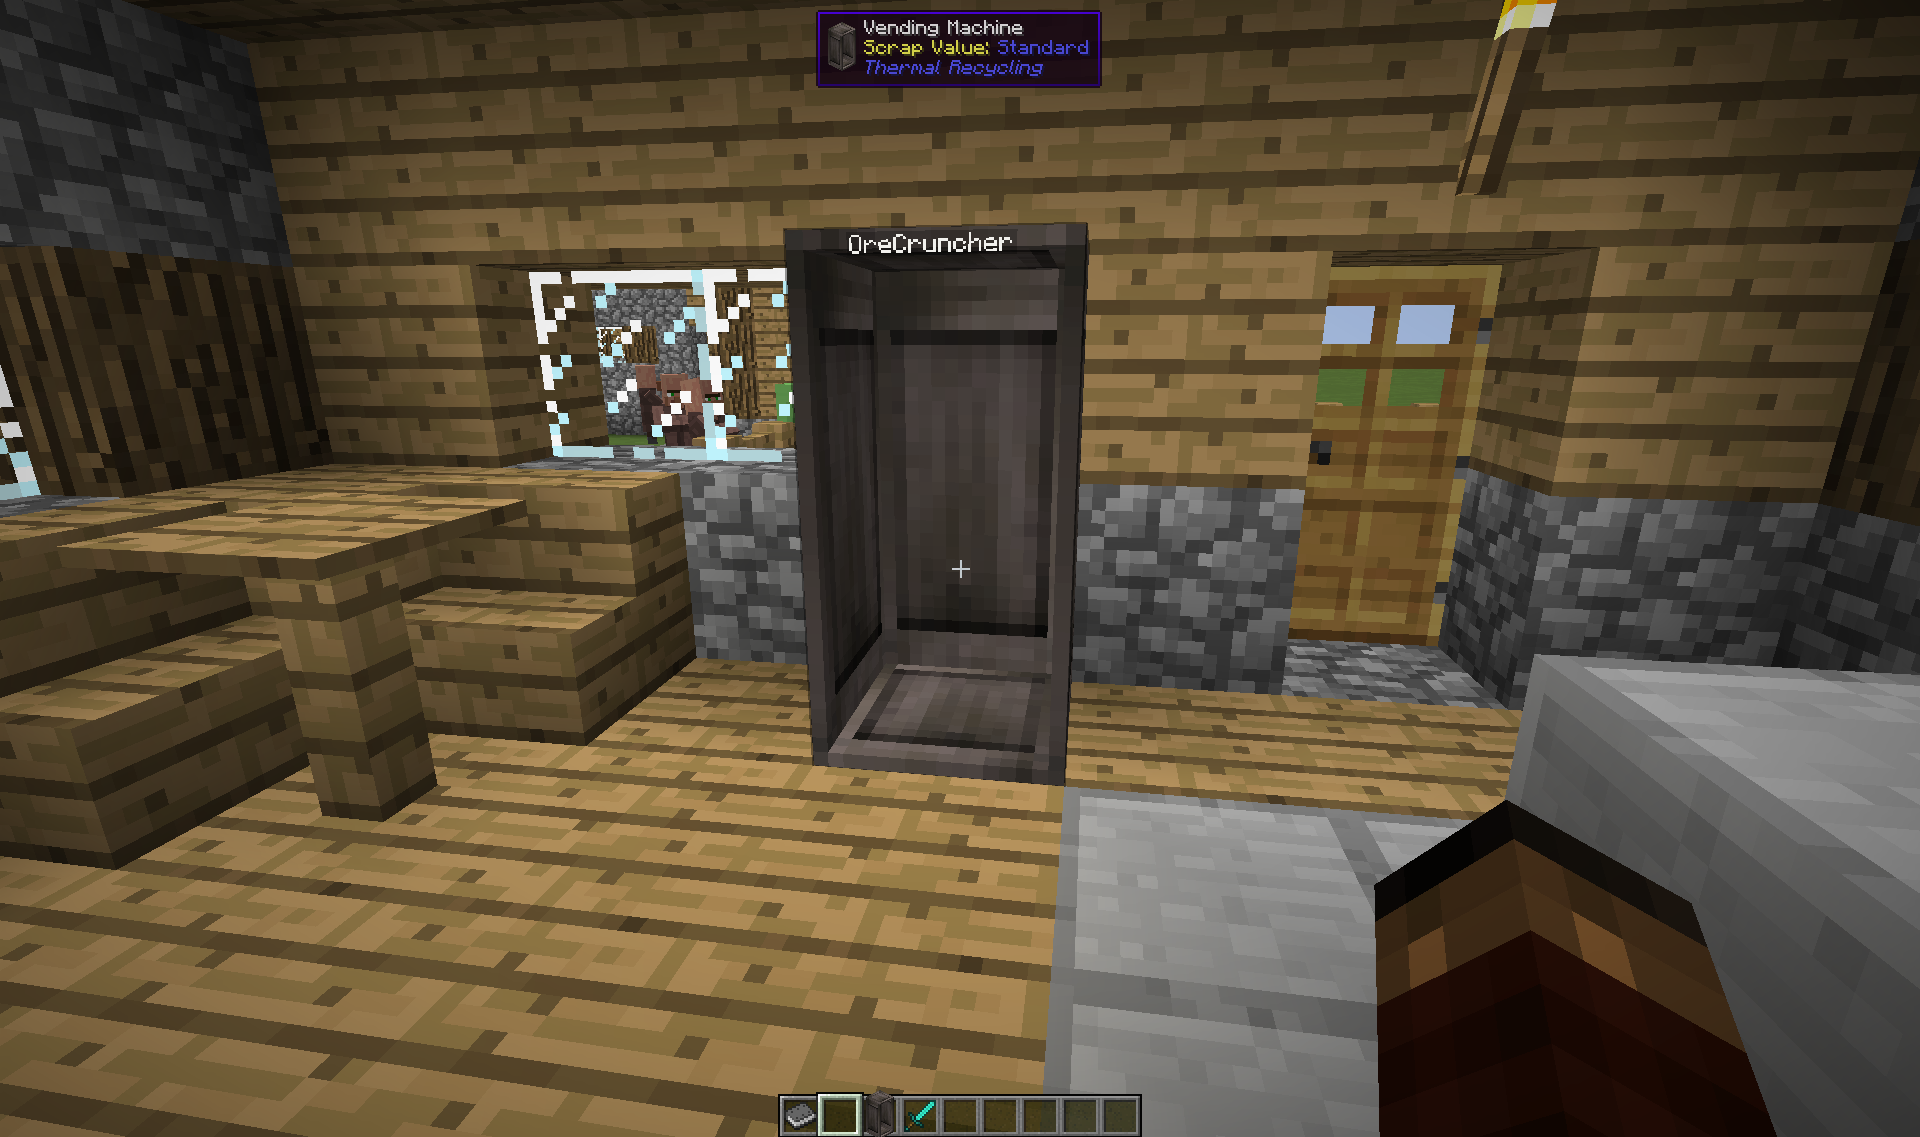 Vending Machine
Scrap Value: Standard
Thermal Recycling
OreCruncher